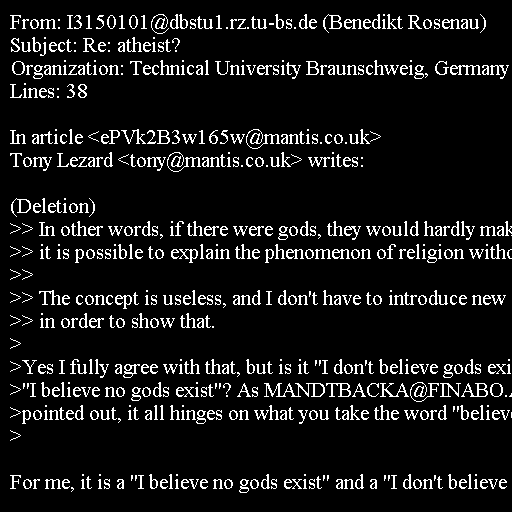 From: I3150101@dbstu1.rz.tu-bs.de (Benedikt Rosenau)
Subject: Re: atheist?
Organization: Technical University Braunschweig, Germany
Lines: 38
In article <ePVk2B3w165w@mantis.co.uk>
Tony Lezard <tony@mantis.co.uk> writes:
(Deletion)
>> In other words, if there were gods, they would hardly mak
>> it is possible to explain the phenomenon of religion witho
>>
>> The concept is useless, and I don't have to introduce new
>> in order to show that.
>
>Yes I fully agree with that, but is it "I don't believe gods exi
>"I believe no gods exist"? As MANDTBACKA@FINABO.A
>pointed out, it all hinges on what you take the word "believ
>
For me, it is a "I believe no gods exist" and a "I don't believe